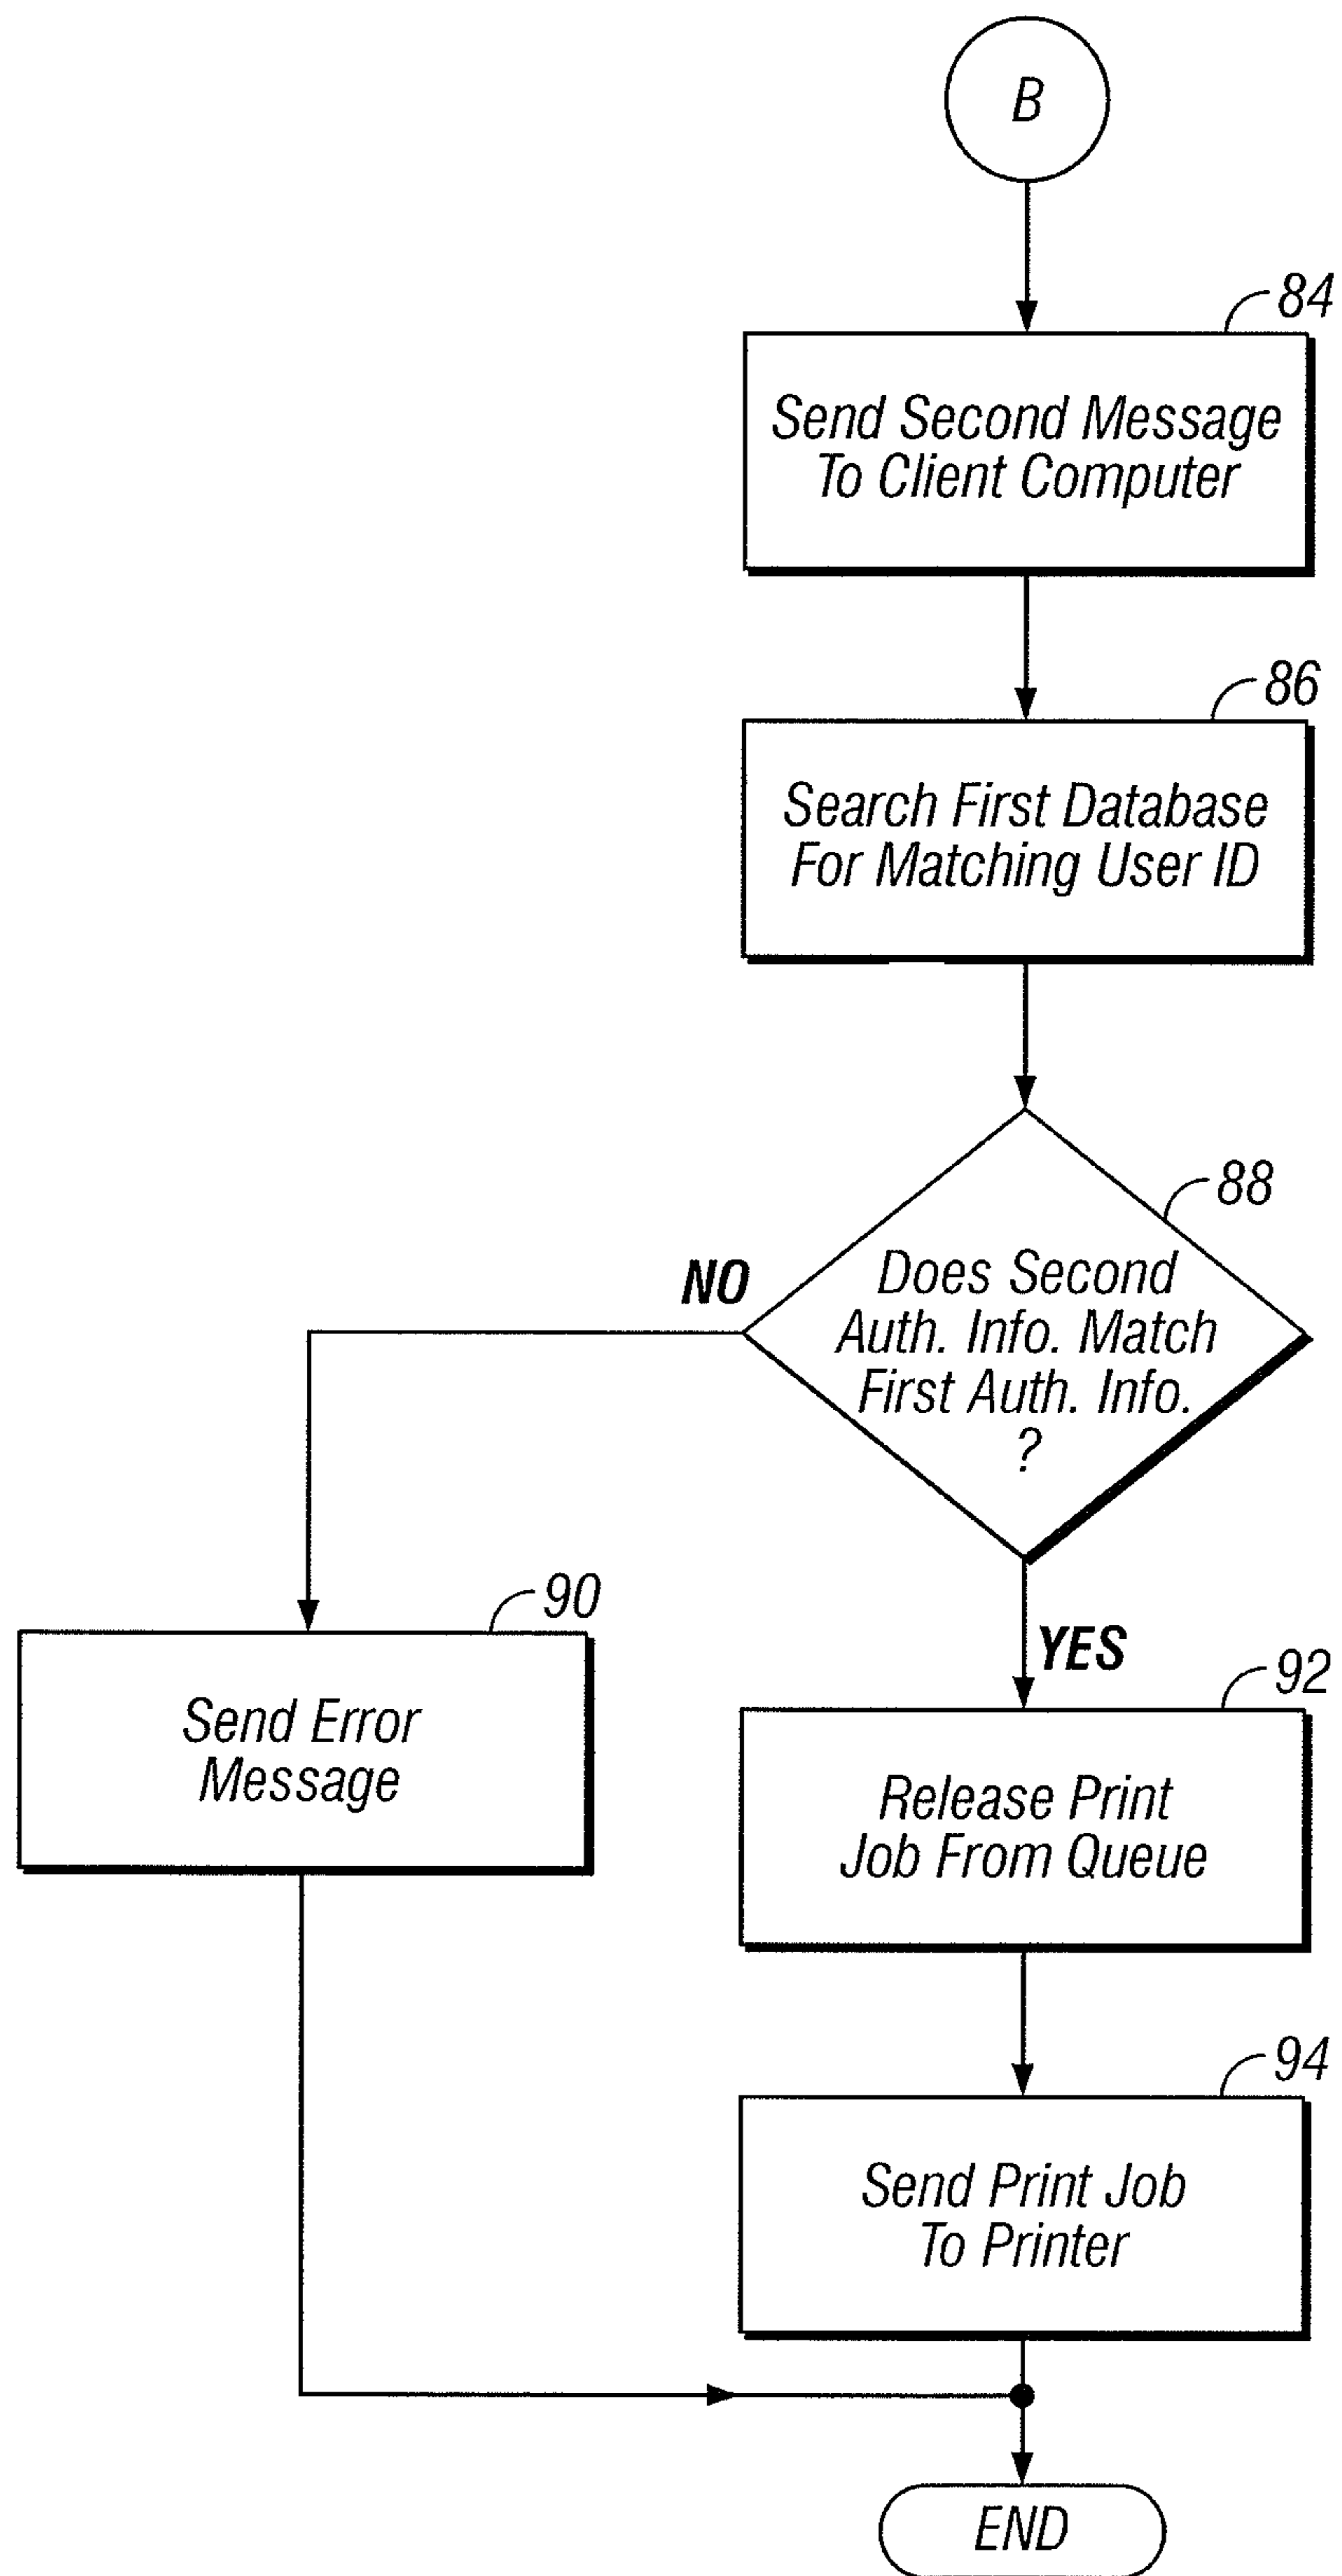 B
84
Send Second Message
To Client Computer
86
Search First Database
For Matching User ID
88
NO
Does Second
Auth. Info. Match
First Auth. Info.
?
90
Send Error
Message
YES
92
Release Print
Job From Queue
94
Send Print Job
To Printer
END